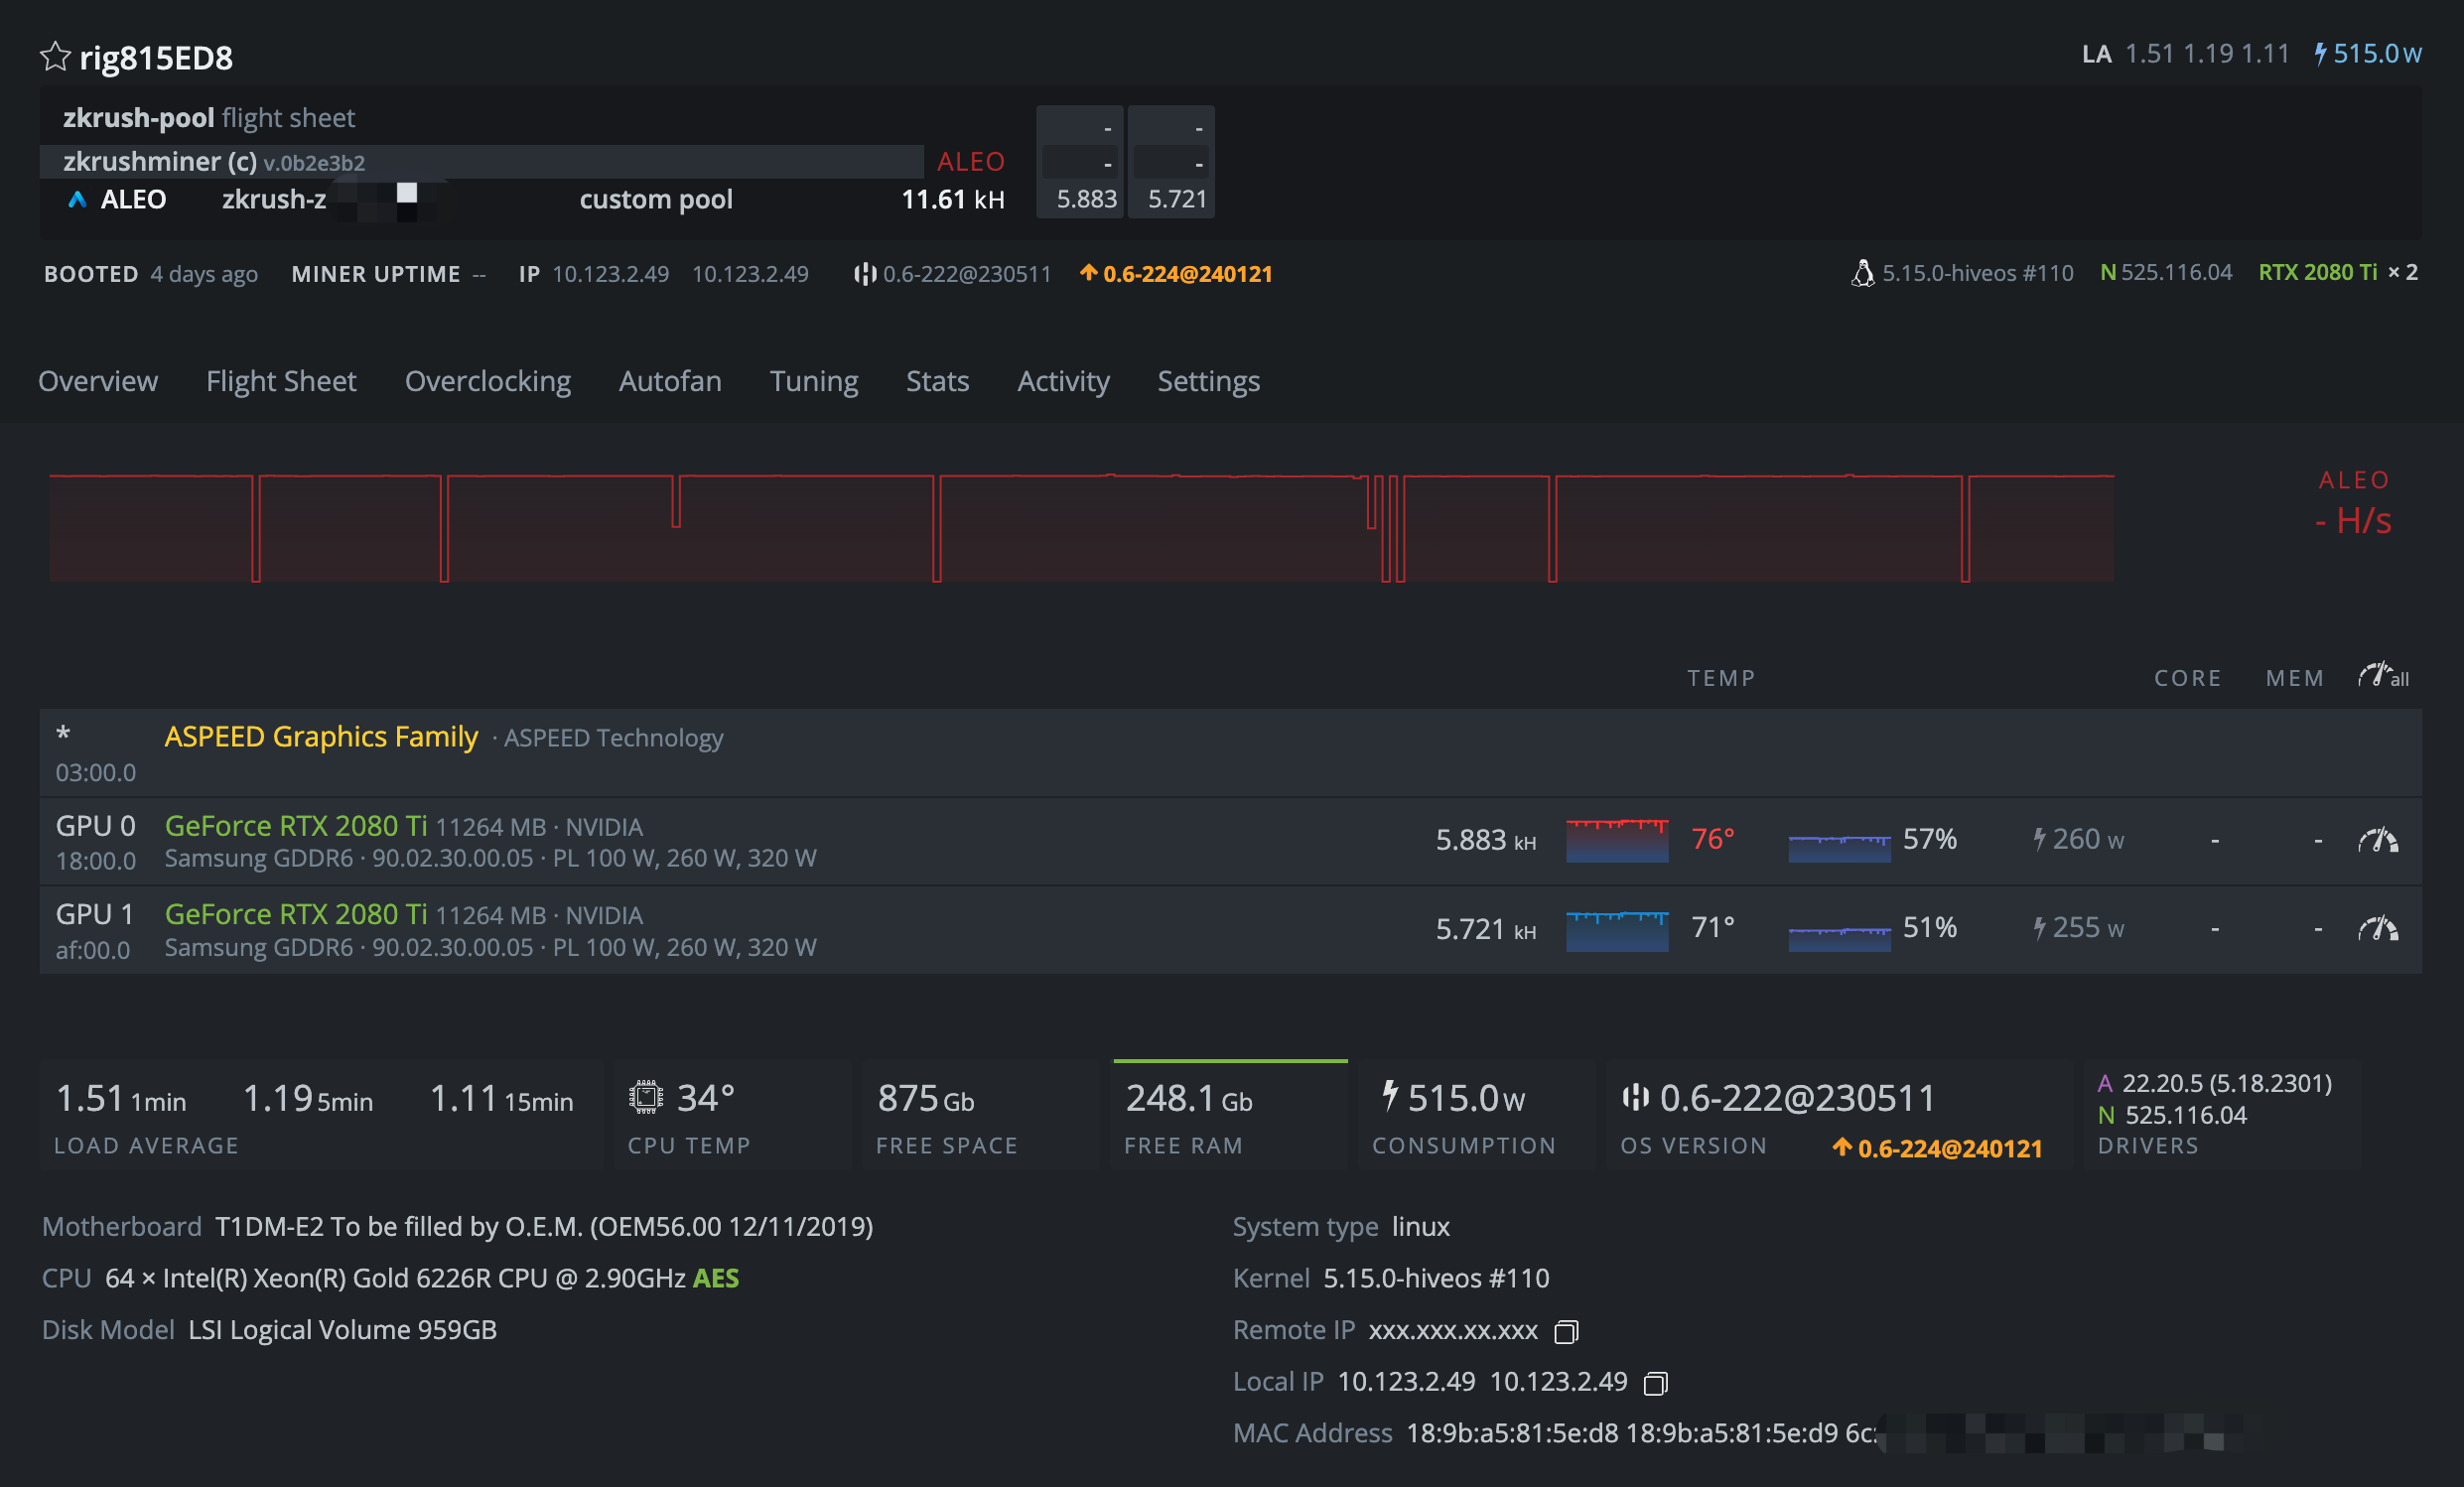 rig815ED8
LA 1.51 1.19 1.11 515.0 W
zkrush-pool flight sheet
zkrushminer (c) v.0b2e3b2 ALEO
- -
- -
ALEO zkrush-z custom pool 11.61 kH 5.883 5.721
BOOTED 4 days ago MINER UPTIME -- IP 10.123.2.49 10.123.2.49 0.6-222@230511 0.6-224@240121 5.15.0-hiveos #110 N 525.116.04 RTX 2080 Ti × 2
Overview Flight Sheet Overclocking Autofan Tuning Stats Activity Settings
ALEO
- H/s
TEMP CORE MEM all
* ASPEED Graphics Family · ASPEED Technology
03:00.0
GPU 0 GeForce RTX 2080 Ti 11264 MB · NVIDIA
18:00.0 Samsung GDDR6 · 90.02.30.00.05 · PL 100 W, 260 W, 320 W
5.883 kH 76° 57% 260 W - -
GPU 1 GeForce RTX 2080 Ti 11264 MB · NVIDIA
af:00.0 Samsung GDDR6 · 90.02.30.00.05 · PL 100 W, 260 W, 320 W
5.721 kH 71° 51% 255 W - -
1.51 1min 1.19 5min 1.11 15min
LOAD AVERAGE
34°
CPU TEMP
875 Gb
FREE SPACE
248.1 Gb
FREE RAM
515.0 W
CONSUMPTION
0.6-222@230511
OS VERSION 0.6-224@240121
A 22.20.5 (5.18.2301)
N 525.116.04
DRIVERS
Motherboard T1DM-E2 To be filled by O.E.M. (OEM56.00 12/11/2019)
CPU 64 × Intel(R) Xeon(R) Gold 6226R CPU @ 2.90GHz AES
Disk Model LSI Logical Volume 959GB
System type linux
Kernel 5.15.0-hiveos #110
Remote IP xxx.xxx.xx.xxx
Local IP 10.123.2.49 10.123.2.49
MAC Address 18:9b:a5:81:5e:d8 18:9b:a5:81:5e:d9 6c: